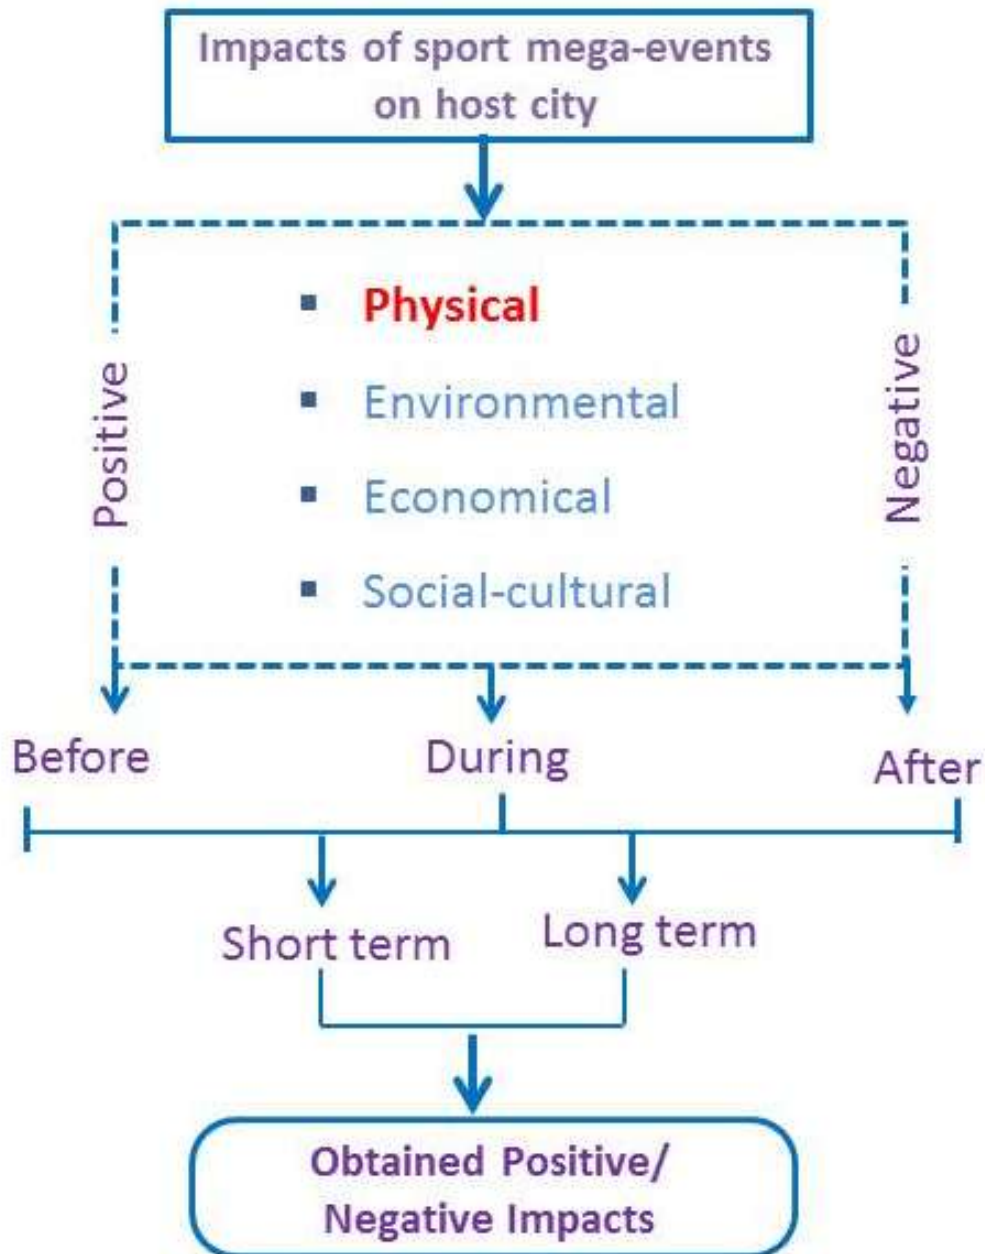 Impacts of sport mega-events
on host city
Positive
Physical
Environmental
Economical
Social-cultural
Negative
Before
During
After
Short term
Long term
Obtained Positive/
Negative Impacts